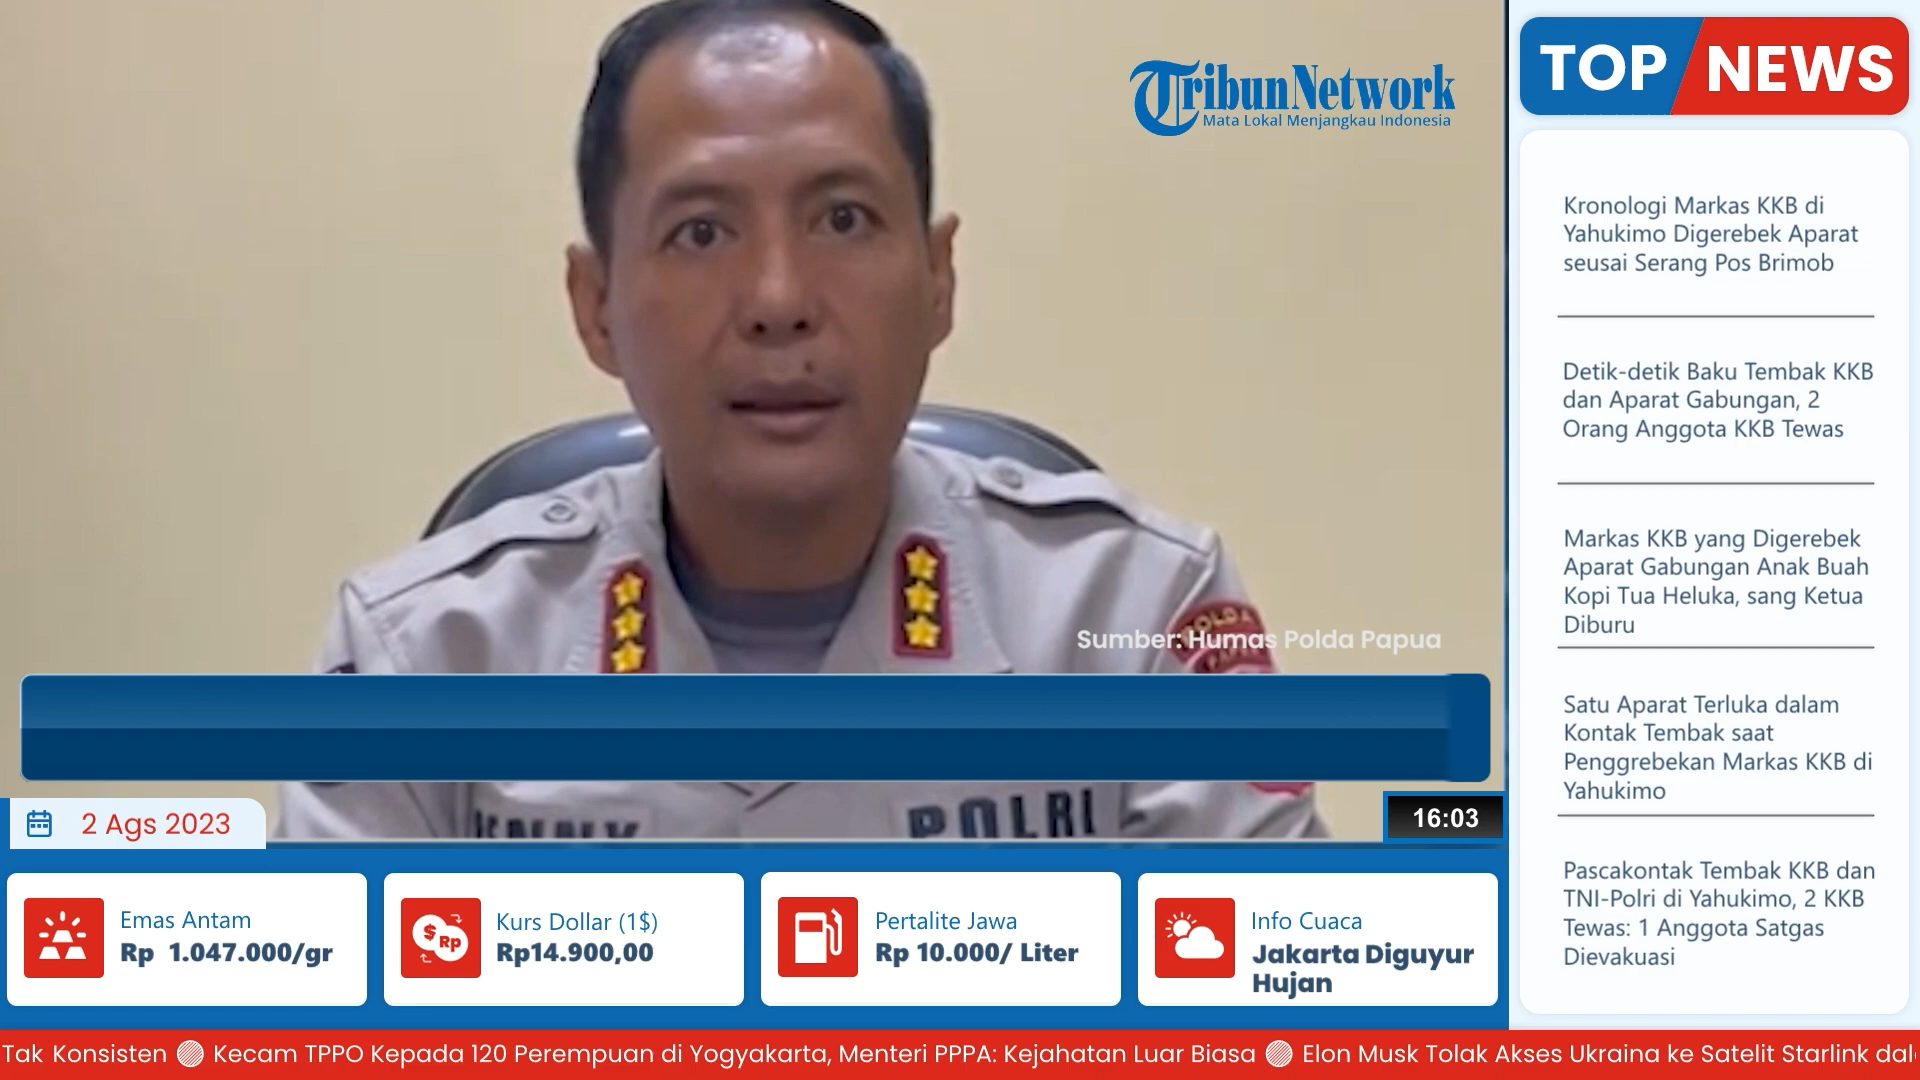 TribunNetwork
Mata Lokal Menjangkau Indonesia
TOP NEWS
Kronologi Markas KKB di
Yahukimo Digerebek Aparat
seusai Serang Pos Brimob
Detik-detik Baku Tembak KKB
dan Aparat Gabungan, 2
Orang Anggota KKB Tewas
Markas KKB yang Digerebek
Aparat Gabungan Anak Buah
Kopi Tua Heluka, sang Ketua
Diburu
Satu Aparat Terluka dalam
Kontak Tembak saat
Penggrebekan Markas KKB di
Yahukimo
Pascakontak Tembak KKB dan
TNI-Polri di Yahukimo, 2 KKB
Tewas: 1 Anggota Satgas
Dievakuasi
POLDA
Sumber: Humas Polda Papua
POLRI
2 Ags 2023
16:03
Emas Antam
Rp 1.047.000/gr
$ Rp
Kurs Dollar (1$)
Rp14.900,00
Pertalite Jawa
Rp 10.000/ Liter
Info Cuaca
Jakarta Diguyur
Hujan
Tak Konsisten Kecam TPPO Kepada 120 Perempuan di Yogyakarta, Menteri PPPA: Kejahatan Luar Biasa Elon Musk Tolak Akses Ukraina ke Satelit Starlink